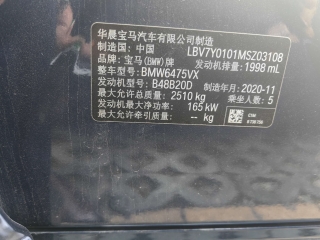 华晨宝马汽车有限公司制造
制造国:中国 LBV7Y0101MSZ03108
品牌:宝马(BMW)牌 发动机排量:1998 mL
整车型号:BMW6475VX
发动机型号:B48B20D
最大允许总质量:2510 kg 制造年月:2020-11
发动机最大净功率:165 kW 乘坐人数:5
最大允许牵引质量:-- kg